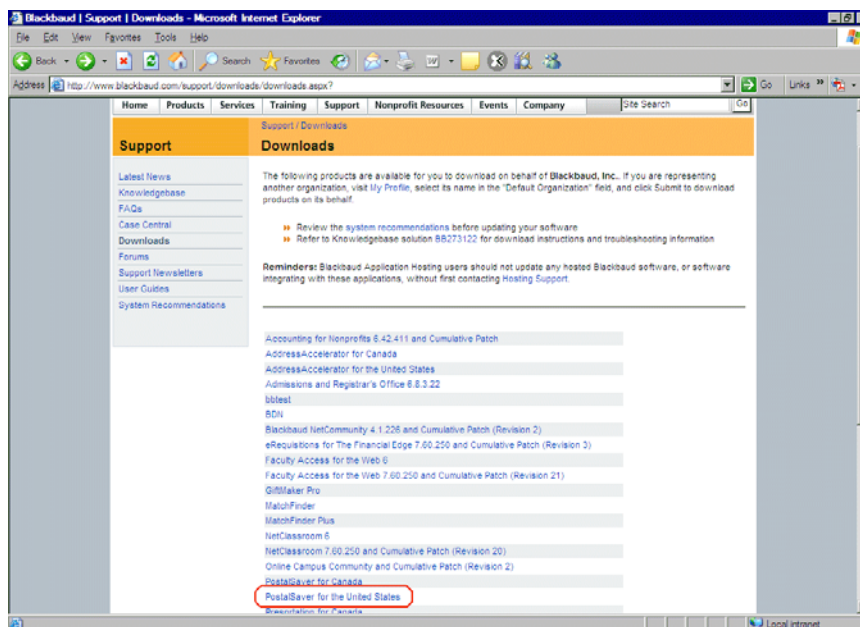 Blackbaud | Support | Downloads - Microsoft Internet Explorer
File Edit View Favorites Tools Help
Back Search Favorites
Address http://www.blackbaud.com/support/downloads/downloads.aspx? Go Links »
Home Products Services Training Support Nonprofit Resources Events Company Site Search Go
Support / Downloads
Support Downloads
Latest News
Knowledgebase
FAQs
Case Central
Downloads
Forums
Support Newsletters
User Guides
System Recommendations
The following products are available for you to download on behalf of Blackbaud, Inc.. If you are representing
another organization, visit My Profile, select its name in the "Default Organization" field, and click Submit to download
products on its behalf.
Review the system recommendations before updating your software
Refer to Knowledgebase solution BB273122 for download instructions and troubleshooting information
Reminders: Blackbaud Application Hosting users should not update any hosted Blackbaud software, or software
integrating with these applications, without first contacting Hosting Support.
Accounting for Nonprofits 6.42.411 and Cumulative Patch
AddressAccelerator for Canada
AddressAccelerator for the United States
Admissions and Registrar's Office 6.8.3.22
bbtest
BDN
Blackbaud NetCommunity 4.1.226 and Cumulative Patch (Revision 2)
eRequisitions for The Financial Edge 7.60.250 and Cumulative Patch (Revision 3)
Faculty Access for the Web 6
Faculty Access for the Web 7.60.250 and Cumulative Patch (Revision 21)
GiftMaker Pro
MatchFinder
MatchFinder Plus
NetClassroom 6
NetClassroom 7.60.250 and Cumulative Patch (Revision 20)
Online Campus Community and Cumulative Patch (Revision 2)
PostalSaver for Canada
PostalSaver for the United States
Presortation for Canada
Local intranet